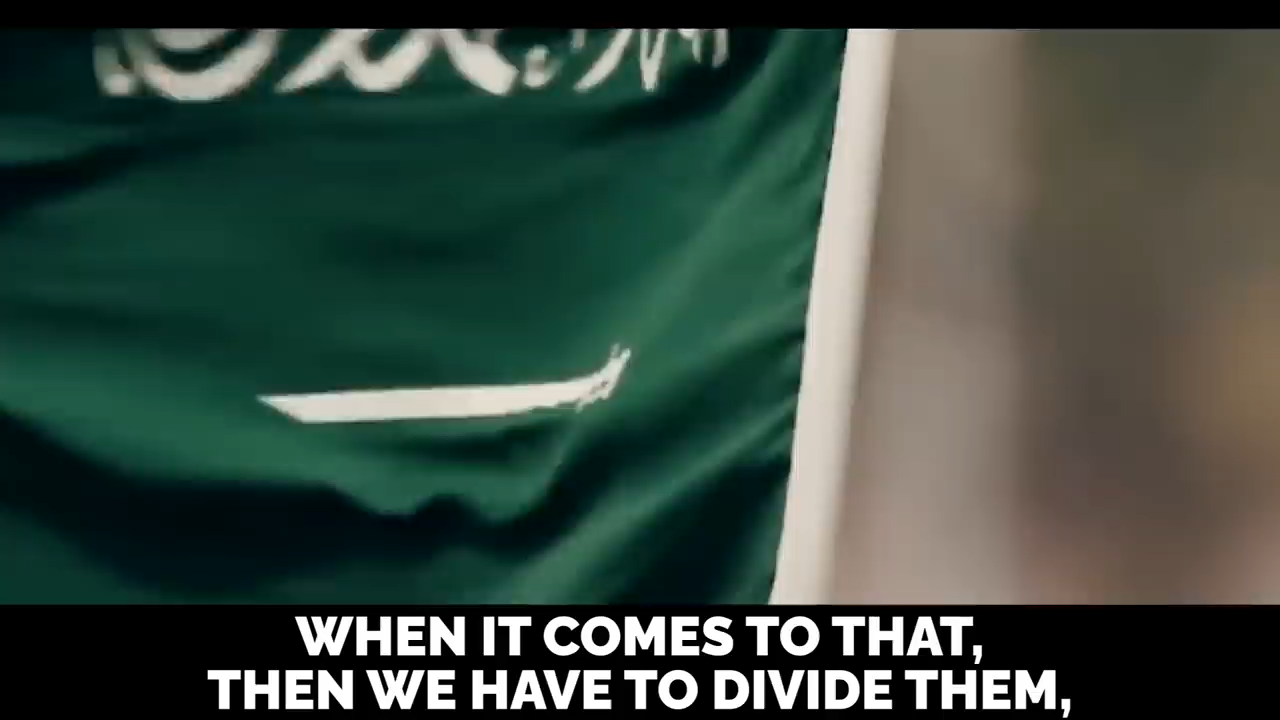 WHEN IT COMES TO THAT,
THEN WE HAVE TO DIVIDE THEM,